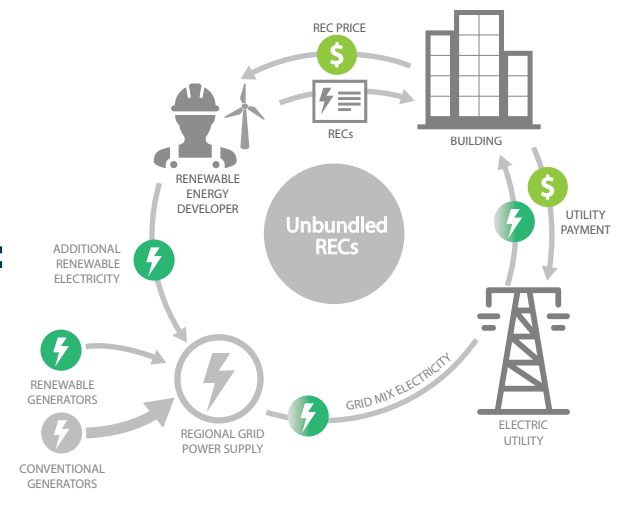 REC PRICE
$
RECs
BUILDING
RENEWABLE
ENERGY
DEVELOPER
$
UTILITY
PAYMENT
Unbundled
RECs
ADDITIONAL
RENEWABLE
ELECTRICITY
RENEWABLE
GENERATORS
REGIONAL GRID
POWER SUPPLY
GRID MIX ELECTRICITY
ELECTRIC
UTILITY
CONVENTIONAL
GENERATORS